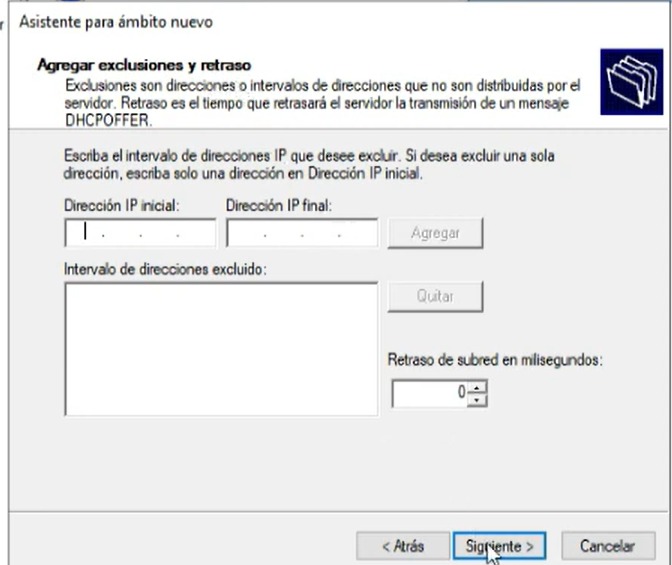 r
Asistente para ámbito nuevo
Agregar exclusiones y retraso
Exclusiones son direcciones o intervalos de direcciones que no son distribuidas por el
servidor. Retraso es el tiempo que retrasará el servidor la transmisión de un mensaje
DHCPOFFER.
Escriba el intervalo de direcciones IP que desee excluir. Si desea excluir una sola
dirección, escriba solo una dirección en Dirección IP inicial.
Dirección IP inicial: Dirección IP final:
. . . . . . Agregar
Intervalo de direcciones excluido:
Quitar
Retraso de subred en milisegundos:
0
< Atrás Siguiente > Cancelar